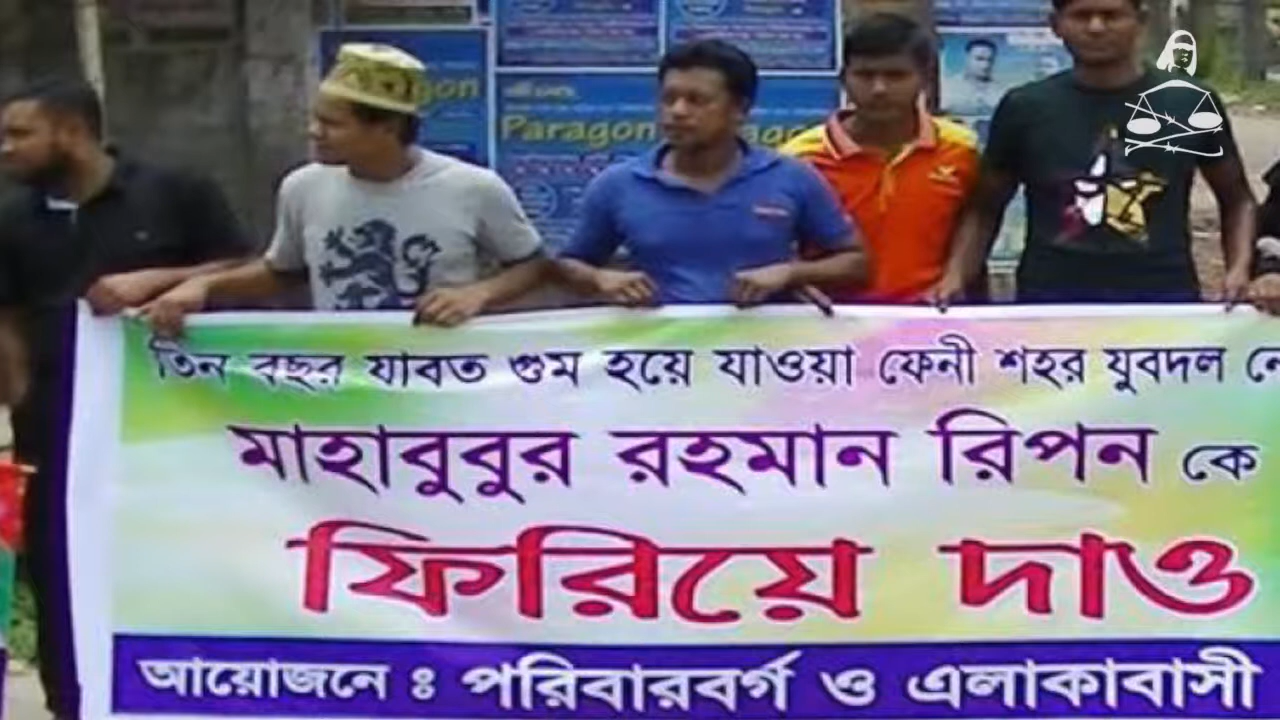 Paragon
তিন বছর যাবত গুম হয়ে যাওয়া ফেনী শহর যুবদল
মাহাবুবুর রহমান রিপন কে
ফিরিয়ে দাও
আয়োজনে : পরিবারবর্গ ও এলাকাবাসী